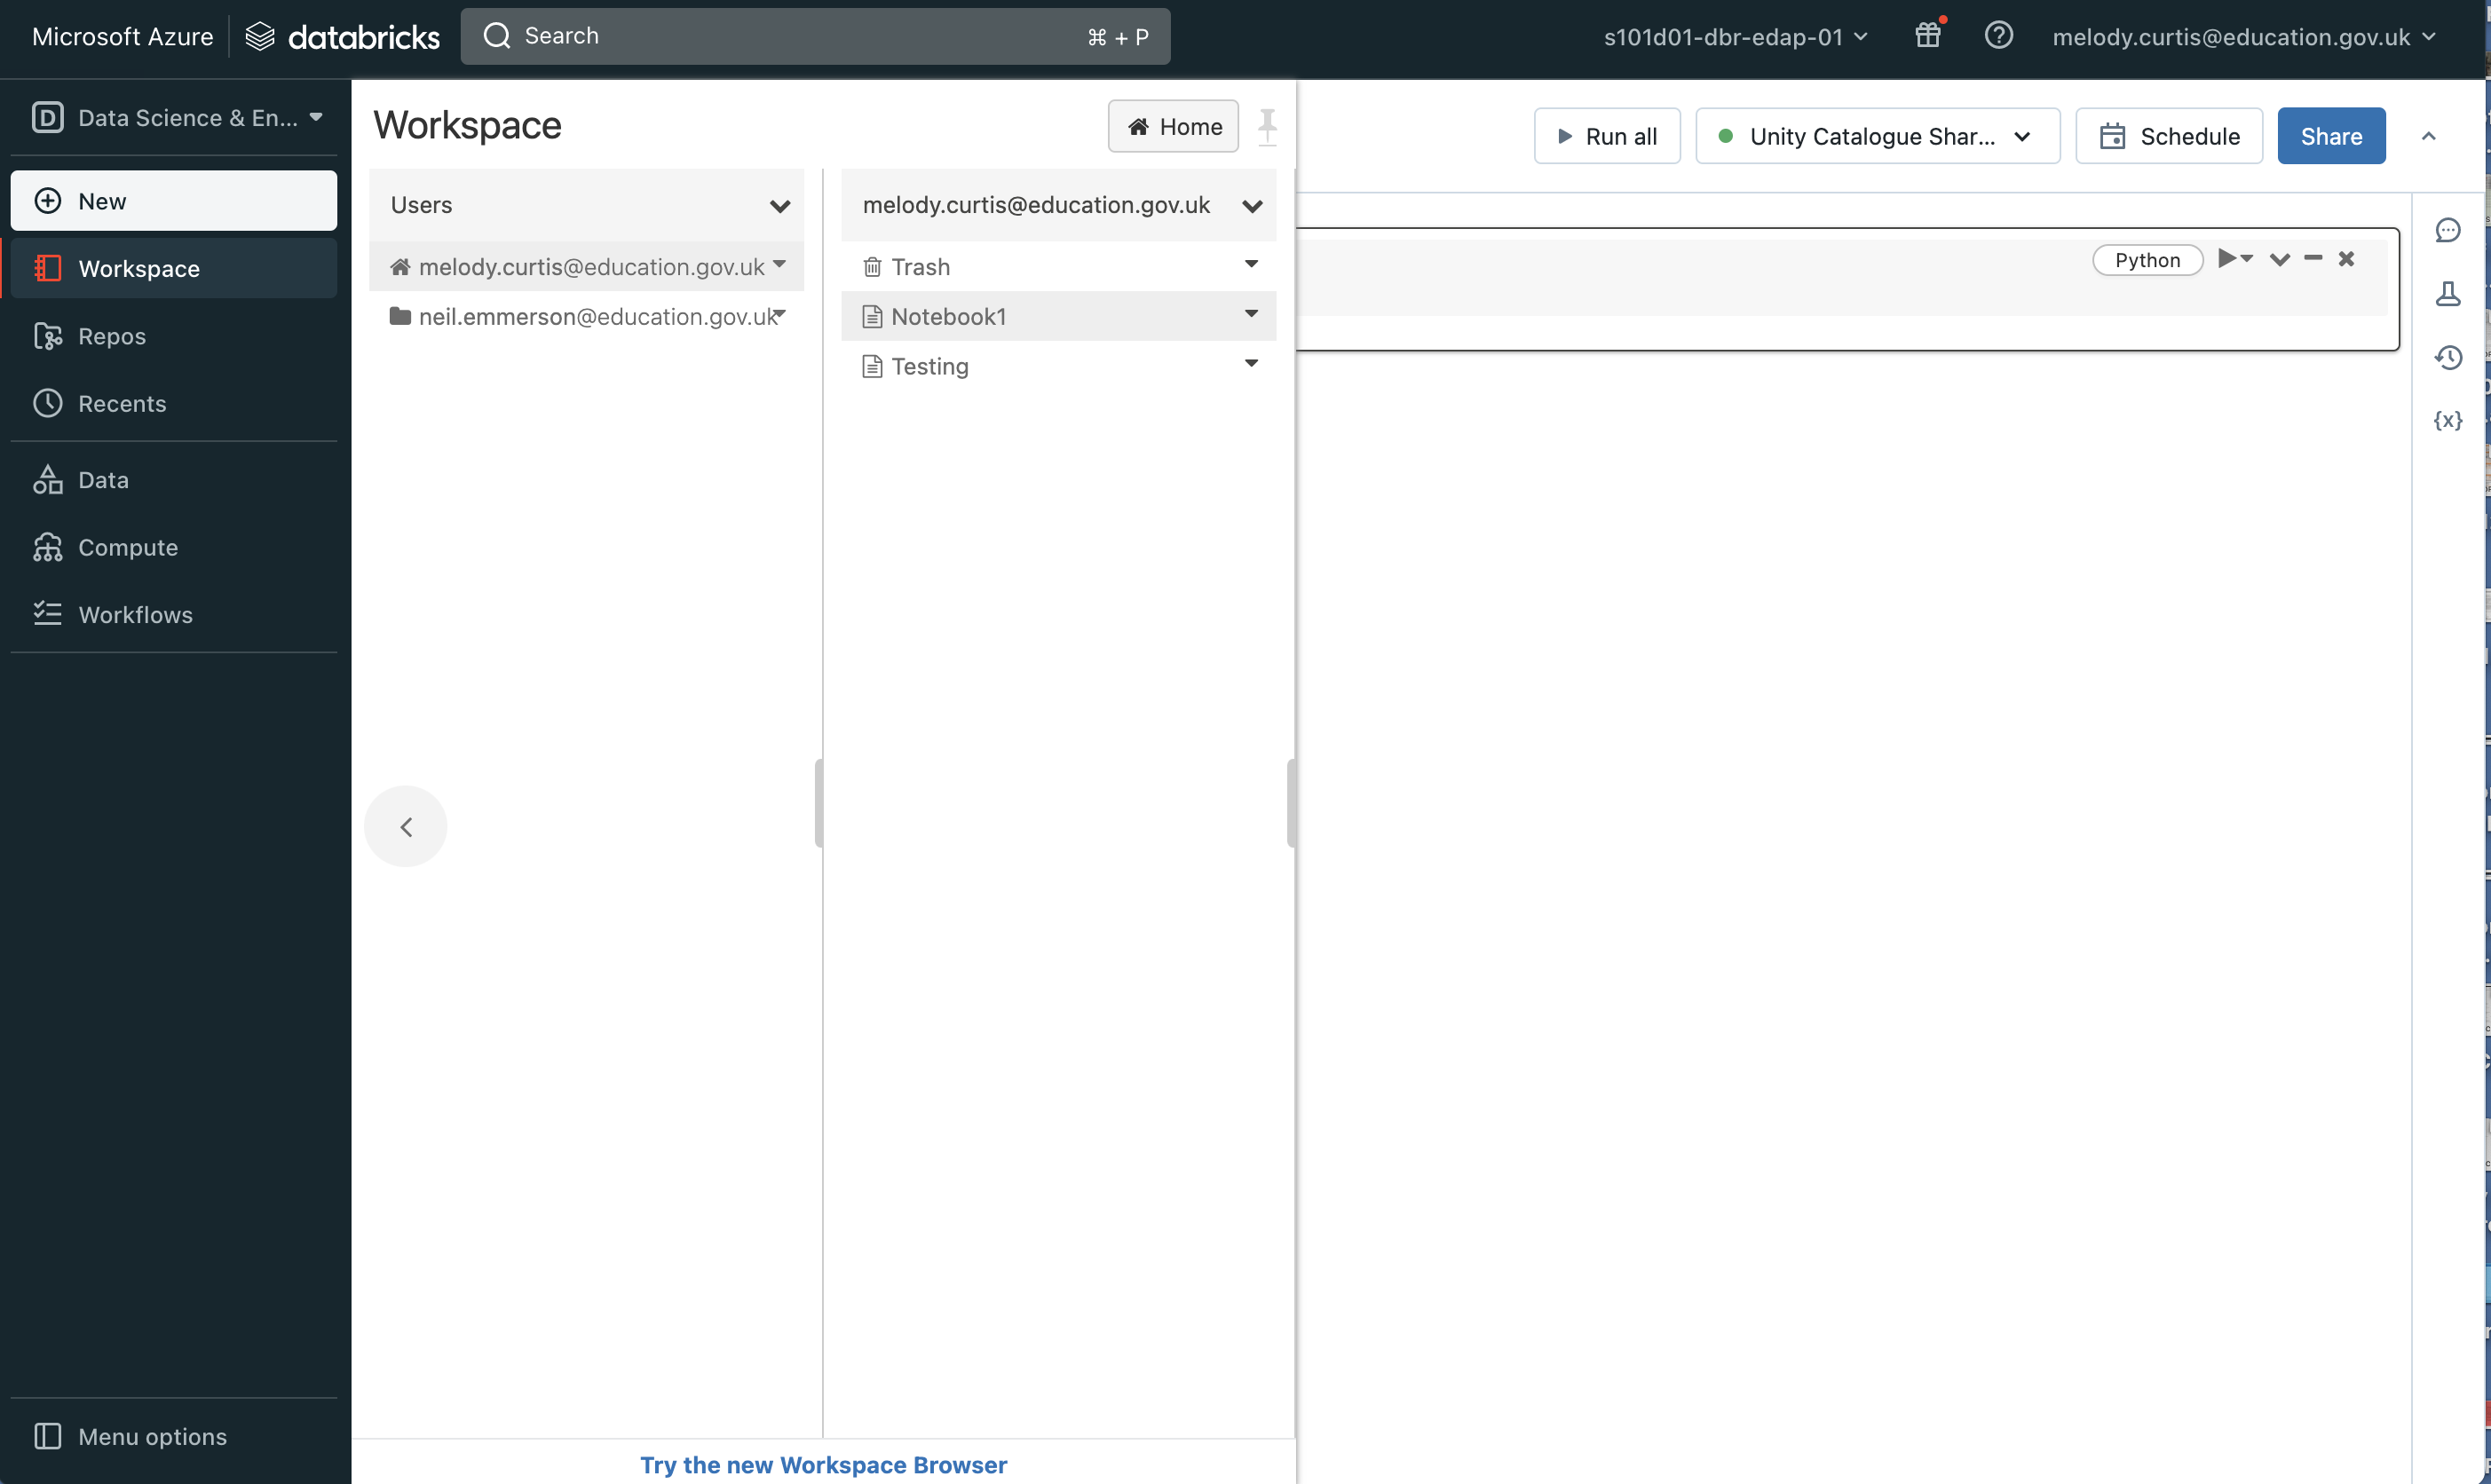 Microsoft Azure databricks Search ⌘ + P s101d01-dbr-edap-01 melody.curtis@education.gov.uk
D Data Science & En...
New
Workspace
Repos
Recents
Data
Compute
Workflows
Menu options
Workspace Home
Users
melody.curtis@education.gov.uk
neil.emmerson@education.gov.uk
melody.curtis@education.gov.uk
Trash
Notebook1
Testing
Try the new Workspace Browser
Run all Unity Catalogue Shar... Schedule Share
Python
{x}